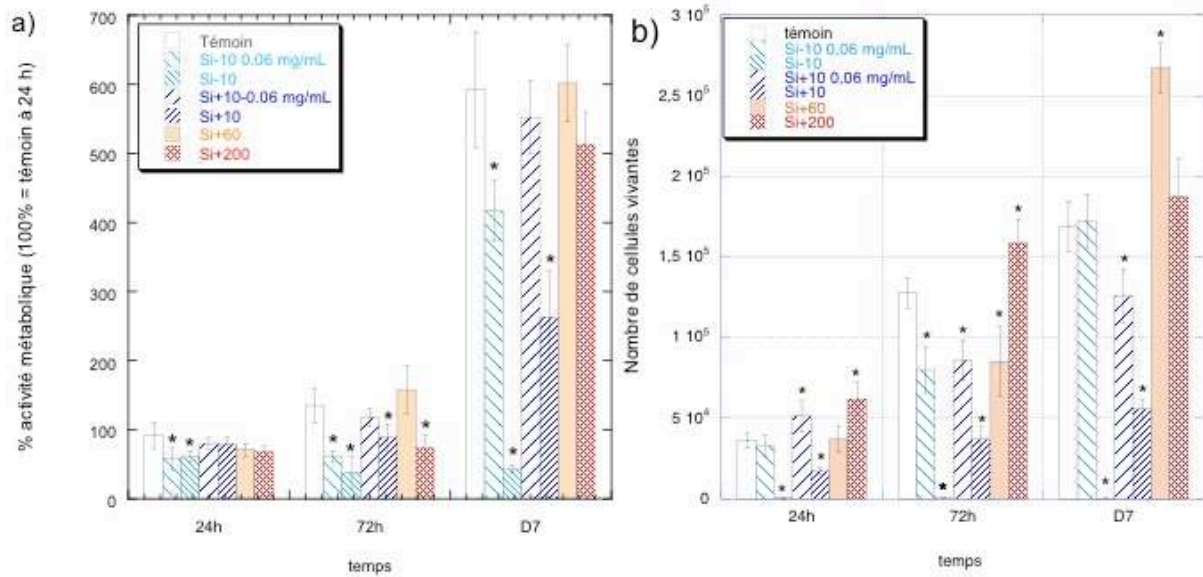 a)
700
600
500
400
300
200
100
0
% activité métabolique (100% = témoin à 24 h)
Témoin
Si-10 0.06 mg/mL
Si-10
Si+10-0.06 mg/mL
Si+10
Si+60
Si+200
* * * * * * * * *
24h 72h D7
temps
b)
3 10⁵
2,5 10⁵
2 10⁵
1,5 10⁵
1 10⁵
5 10⁴
0
Nombre de cellules vivantes
témoin
Si-10 0.06 mg/mL
Si-10
Si+10 0.06 mg/mL
Si+10
Si+60
Si+200
* * * * * * * * * * * * * *
24h 72h D7
temps